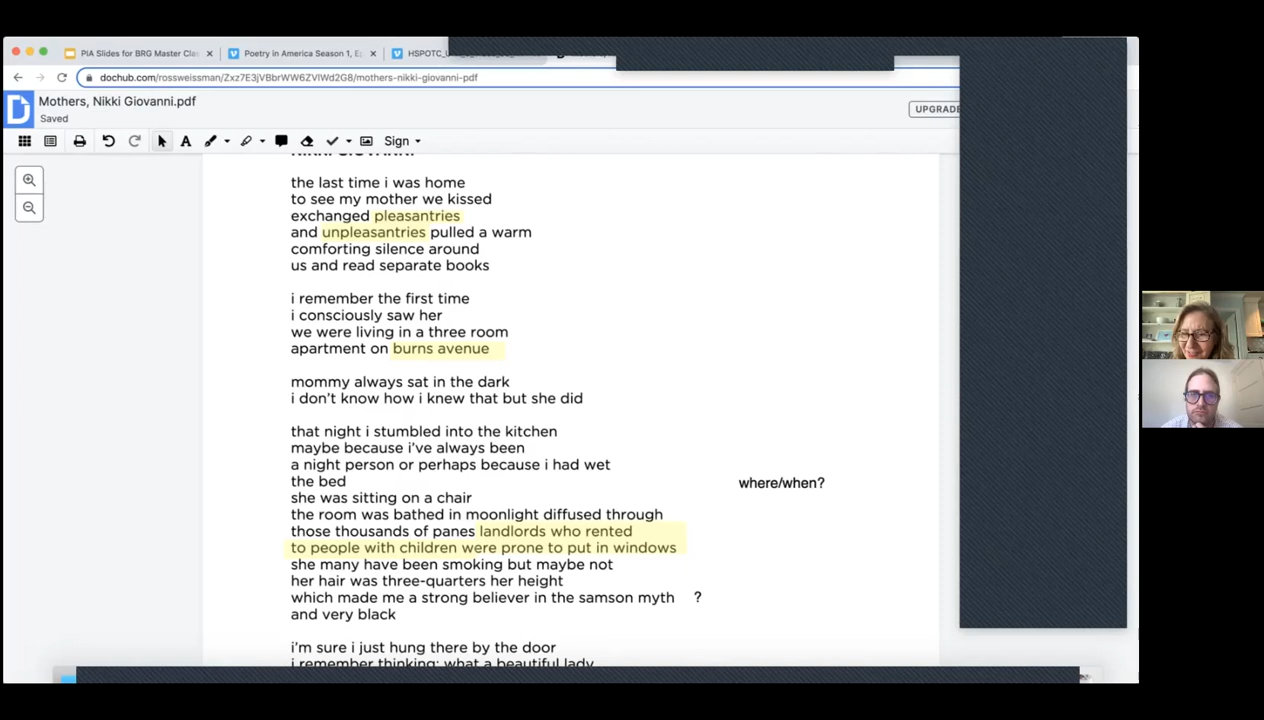 PIA Slides for BRG Master Cla
Poetry in America Season 1, E
HSPOTC_U
dochub.com/rossweissman/Zxz7E3jVBbrWW6ZVlWd2G8/mothers-nikki-giovanni-pdf
Mothers, Nikki Giovanni.pdf
Saved
UPGRADE
Sign
NIKKI GIOVANNI
the last time i was home
to see my mother we kissed
exchanged pleasantries
and unpleasantries pulled a warm
comforting silence around
us and read separate books
i remember the first time
i consciously saw her
we were living in a three room
apartment on burns avenue
mommy always sat in the dark
i don't know how i knew that but she did
that night i stumbled into the kitchen
maybe because i've always been
a night person or perhaps because i had wet
the bed
where/when?
she was sitting on a chair
the room was bathed in moonlight diffused through
those thousands of panes landlords who rented
to people with children were prone to put in windows
she many have been smoking but maybe not
her hair was three-quarters her height
which made me a strong believer in the samson myth ?
and very black
i'm sure i just hung there by the door
i remember thinking: what a beautiful lady